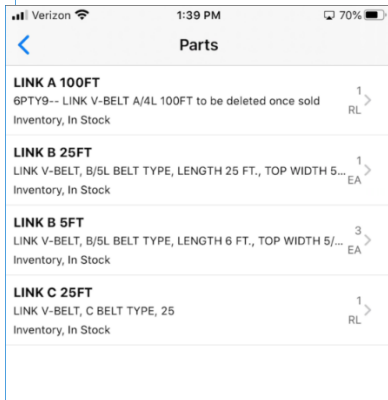 Verizon 1:39 PM 70%
Parts
LINK A 100FT
6PTY9-- LINK V-BELT A/4L 100FT to be deleted once sold
1
RL
Inventory, In Stock
LINK B 25FT
LINK V-BELT, B/5L BELT TYPE, LENGTH 25 FT., TOP WIDTH 5...
1
EA
Inventory, In Stock
LINK B 5FT
LINK V-BELT, B/5L BELT TYPE, LENGTH 6 FT., TOP WIDTH 5/...
3
EA
Inventory, In Stock
LINK C 25FT
LINK V-BELT, C BELT TYPE, 25
1
RL
Inventory, In Stock